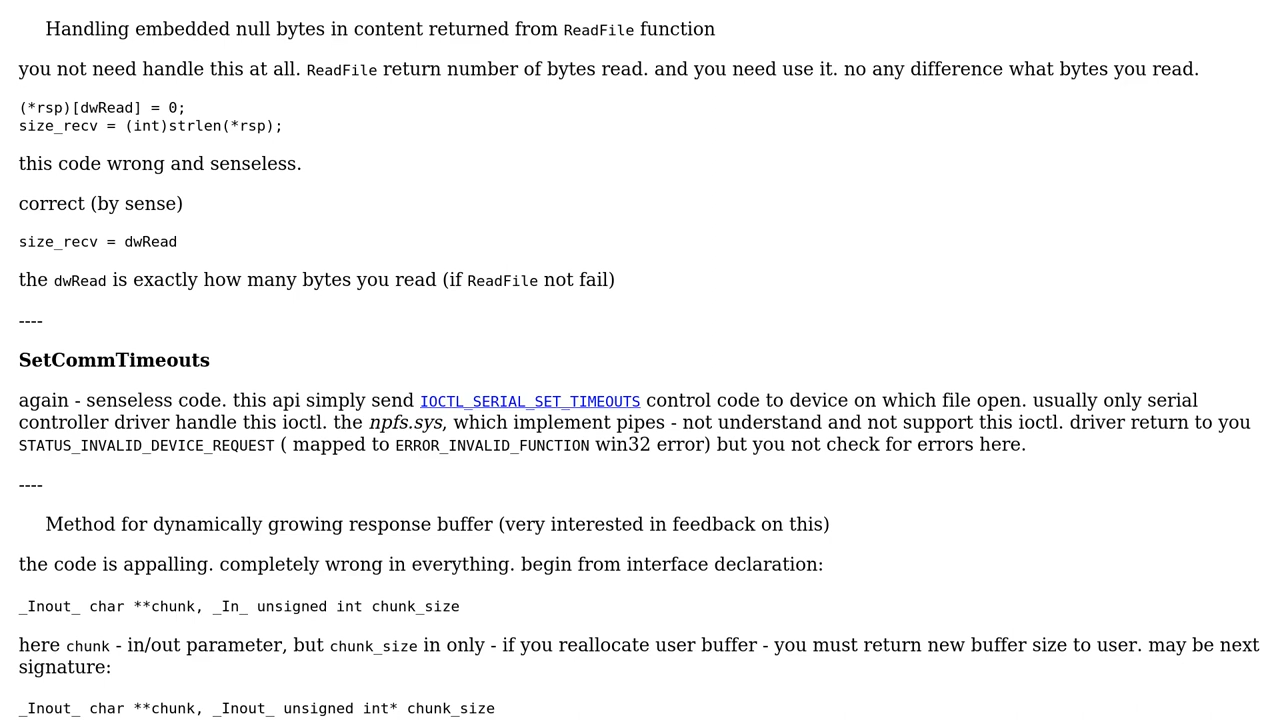 Handling embedded null bytes in content returned from ReadFile function
you not need handle this at all. ReadFile return number of bytes read. and you need use it. no any difference what bytes you read.
(*rsp)[dwRead] = 0;
size_recv = (int)strlen(*rsp);
this code wrong and senseless.
correct (by sense)
size_recv = dwRead
the dwRead is exactly how many bytes you read (if ReadFile not fail)
----
SetCommTimeouts
again - senseless code. this api simply send IOCTL_SERIAL_SET_TIMEOUTS control code to device on which file open. usually only serial
controller driver handle this ioctl. the npfs.sys, which implement pipes - not understand and not support this ioctl. driver return to you
STATUS_INVALID_DEVICE_REQUEST ( mapped to ERROR_INVALID_FUNCTION win32 error) but you not check for errors here.
----
Method for dynamically growing response buffer (very interested in feedback on this)
the code is appalling. completely wrong in everything. begin from interface declaration:
_Inout_ char **chunk, _In_ unsigned int chunk_size
here chunk - in/out parameter, but chunk_size in only - if you reallocate user buffer - you must return new buffer size to user. may be next
signature:
_Inout_ char **chunk, _Inout_ unsigned int* chunk_size